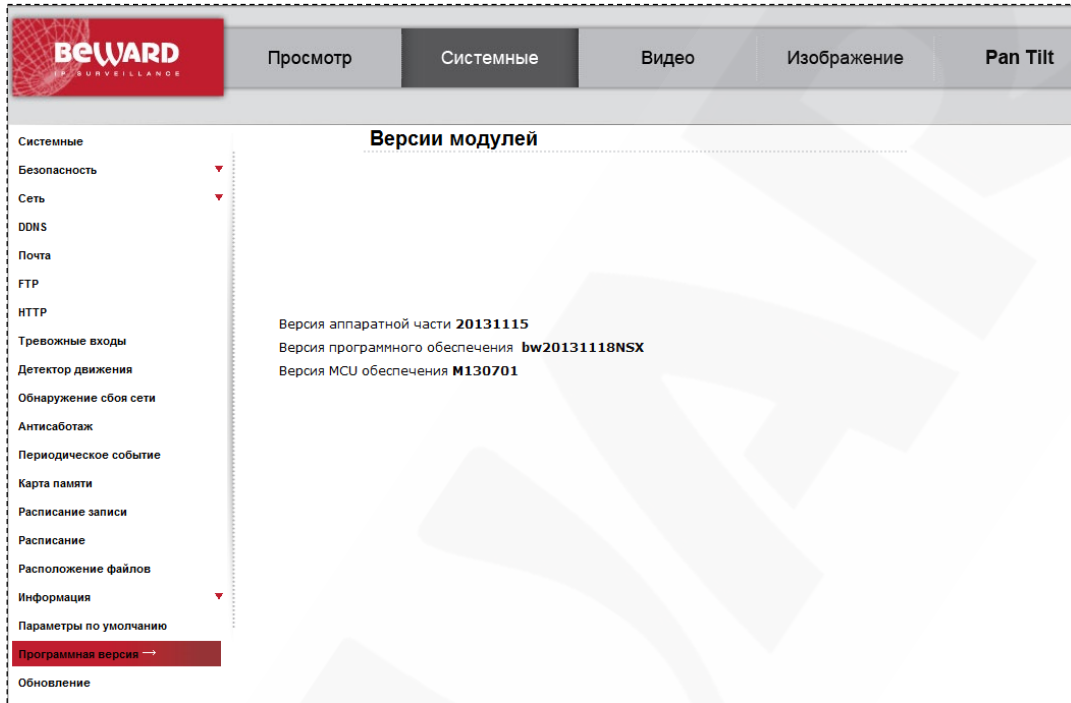 BEWARD
IP SURVEILLANCE
Просмотр
Системные
Видео
Изображение
Pan Tilt
Версии модулей
Системные
Безопасность
Сеть
DDNS
Почта
FTP
HTTP
Тревожные входы
Детектор движения
Обнаружение сбоя сети
Антисаботаж
Периодическое событие
Карта памяти
Расписание записи
Расписание
Расположение файлов
Информация
Параметры по умолчанию
Программная версия →
Обновление
Версия аппаратной части 20131115
Версия программного обеспечения bw20131118NSX
Версия MCU обеспечения M130701